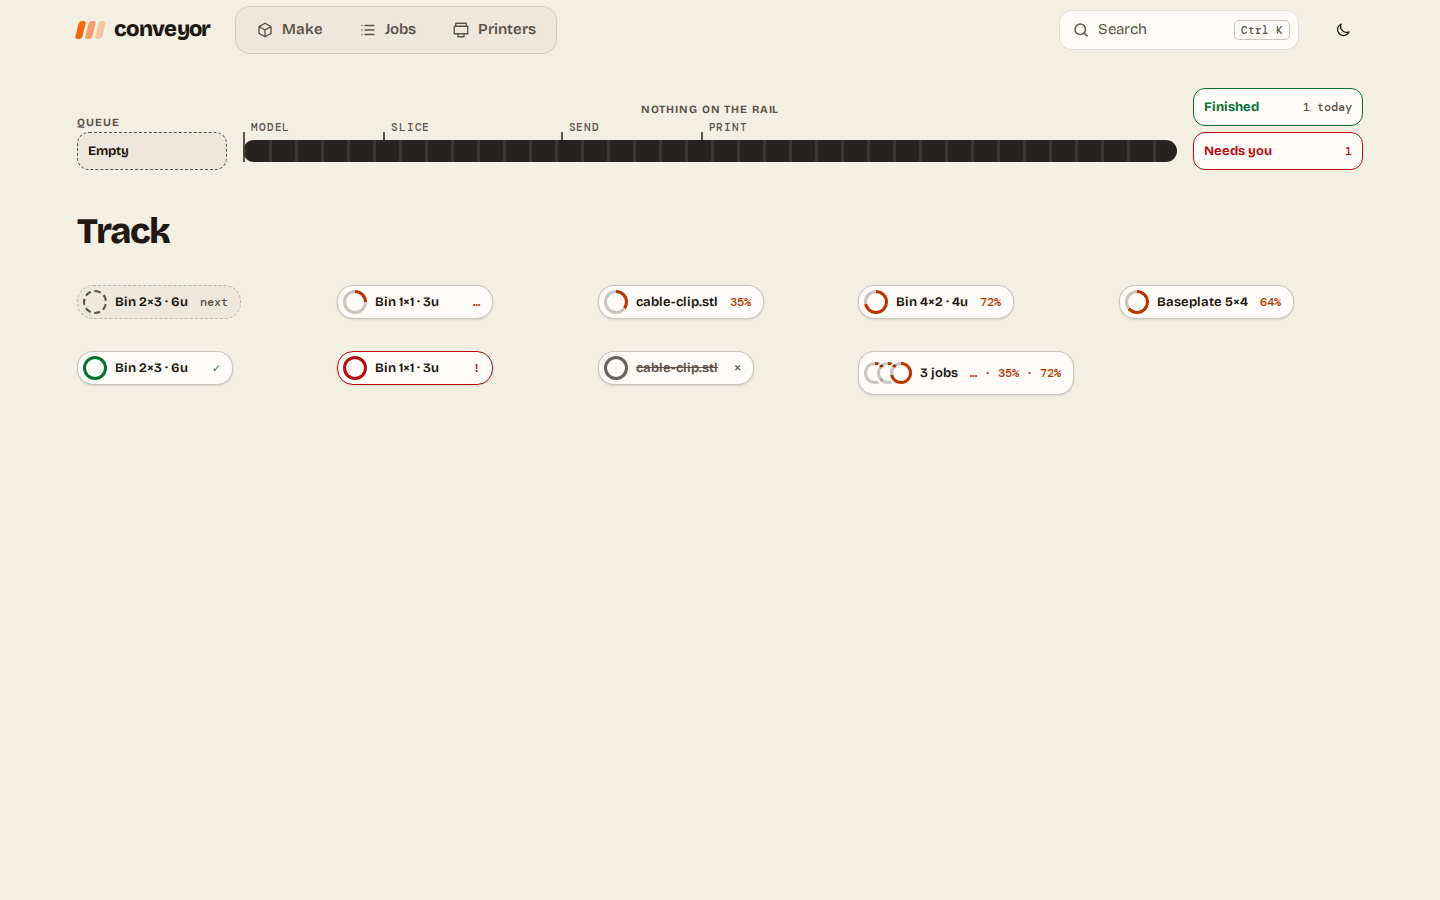 conveyor
Make
Jobs
Printers
Search
Ctrl K
QUEUE
Empty
NOTHING ON THE RAIL
MODEL
SLICE
SEND
PRINT
Finished 1 today
Needs you 1
Track
Bin 2×3 · 6u next
Bin 1×1 · 3u …
cable-clip.stl 35%
Bin 4×2 · 4u 72%
Baseplate 5×4 64%
Bin 2×3 · 6u ✓
Bin 1×1 · 3u !
cable-clip.stl ×
3 jobs … · 35% · 72%